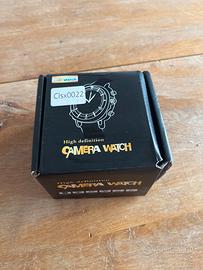 Clsx0022
High definition
CAMERA WATCH
CAMERA WATCH